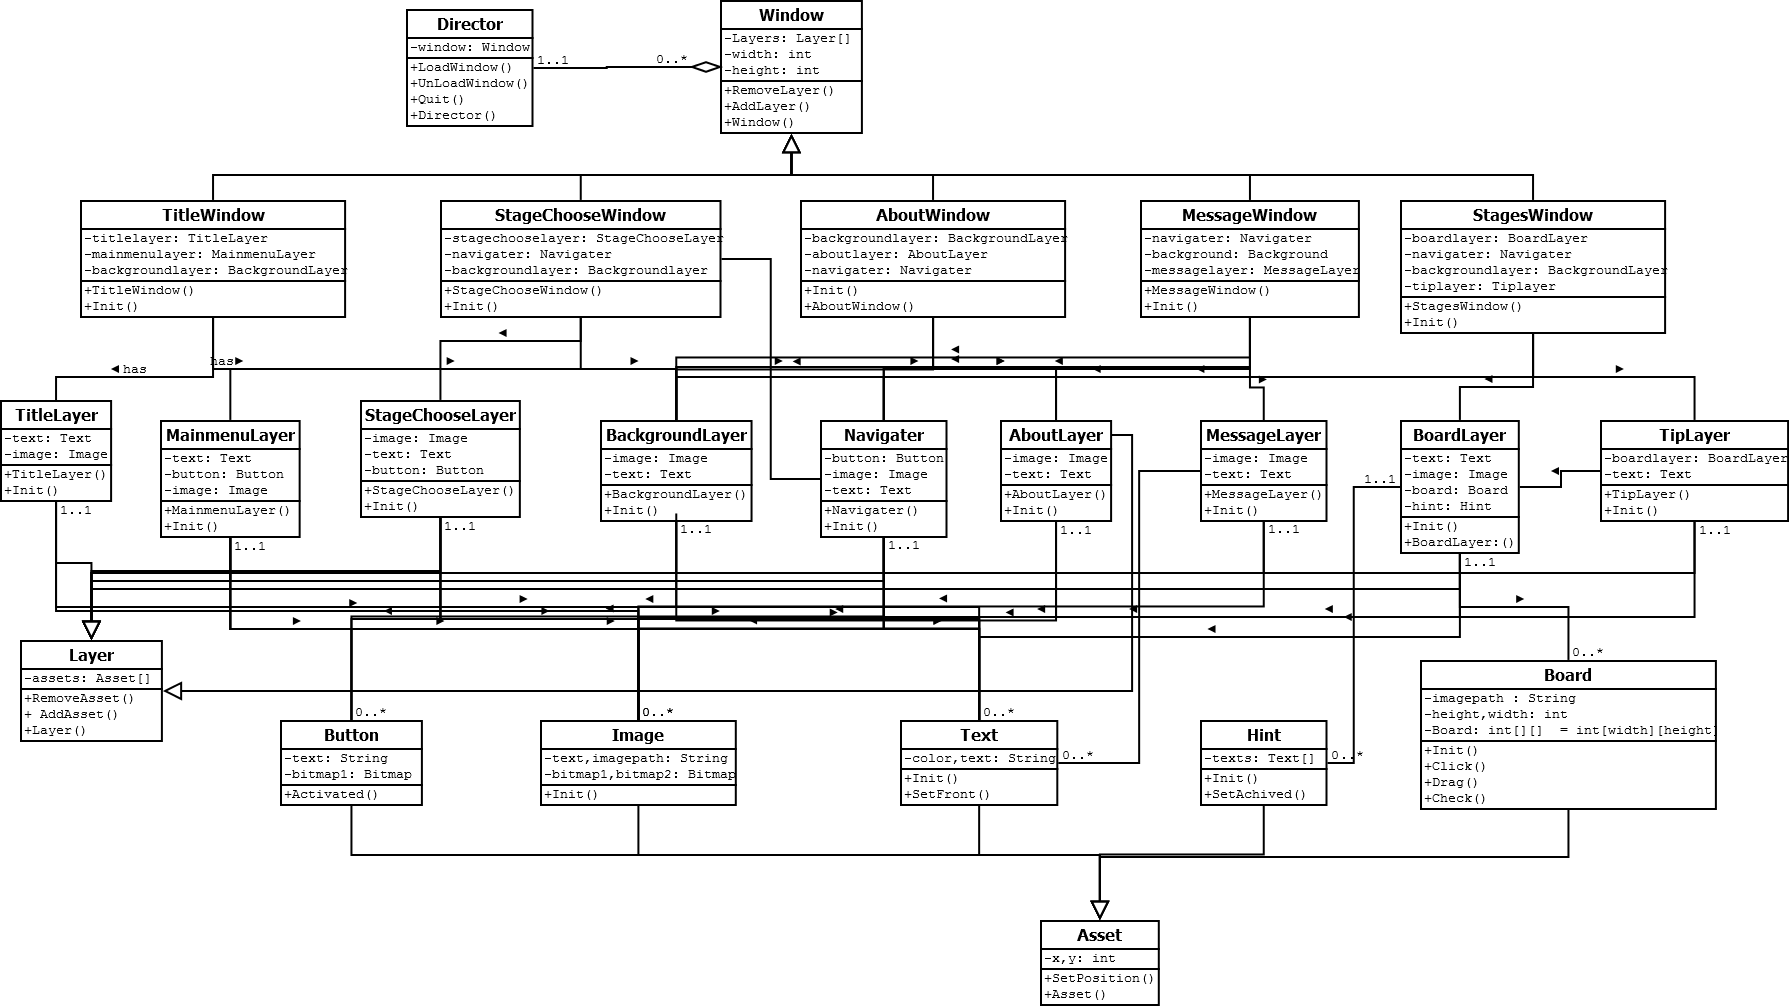 Director
-window: Window
+LoadWindow()
+UnLoadWindow()
+Quit()
+Director()
1..1
0..*
Window
-Layers: Layer[]
-width: int
-height: int
+RemoveLayer()
+AddLayer()
+Window()
TitleWindow
-titlelayer: TitleLayer
-mainmenulayer: MainmenuLayer
-backgroundlayer: BackgroundLayer
+TitleWindow()
+Init()
StageChooseWindow
-stagechooselayer: StageChooseLayer
-navigater: Navigater
-backgroundlayer: Backgroundlayer
+StageChooseWindow()
+Init()
AboutWindow
-backgroundlayer: BackgroundLayer
-aboutlayer: AboutLayer
-navigater: Navigater
+Init()
+AboutWindow()
MessageWindow
-navigater: Navigater
-background: Background
-messagelayer: MessageLayer
+MessageWindow()
+Init()
StagesWindow
-boardlayer: BoardLayer
-navigater: Navigater
-backgroundlayer: BackgroundLayer
-tiplayer: Tiplayer
+StagesWindow()
+Init()
has
has
TitleLayer
-text: Text
-image: Image
+TitleLayer()
+Init()
1..1
MainmenuLayer
-text: Text
-button: Button
-image: Image
+MainmenuLayer()
+Init()
1..1
StageChooseLayer
-image: Image
-text: Text
-button: Button
+StageChooseLayer()
+Init()
1..1
BackgroundLayer
-image: Image
-text: Text
+BackgroundLayer()
+Init()
1..1
Navigater
-button: Button
-image: Image
-text: Text
+Navigater()
+Init()
1..1
AboutLayer
-image: Image
-text: Text
+AboutLayer()
+Init()
1..1
MessageLayer
-image: Image
-text: Text
+MessageLayer()
+Init()
1..1
1..1
BoardLayer
-text: Text
-image: Image
-board: Board
-hint: Hint
+Init()
+BoardLayer:()
1..1
TipLayer
-boardlayer: BoardLayer
-text: Text
+TipLayer()
+Init()
1..1
Layer
-assets: Asset[]
+RemoveAsset()
+ AddAsset()
+Layer()
0..*
Button
-text: String
-bitmap1: Bitmap
+Activated()
0..*
Image
-text,imagepath: String
-bitmap1,bitmap2: Bitmap
+Init()
0..*
Text
-color,text: String
+Init()
+SetFront()
0..*
Hint
-texts: Text[]
+Init()
+SetAchived()
0..*
0..*
Board
-imagepath : String
-height,width: int
-Board: int[][]  = int[width][height]
+Init()
+Click()
+Drag()
+Check()
Asset
-x,y: int
+SetPosition()
+Asset()